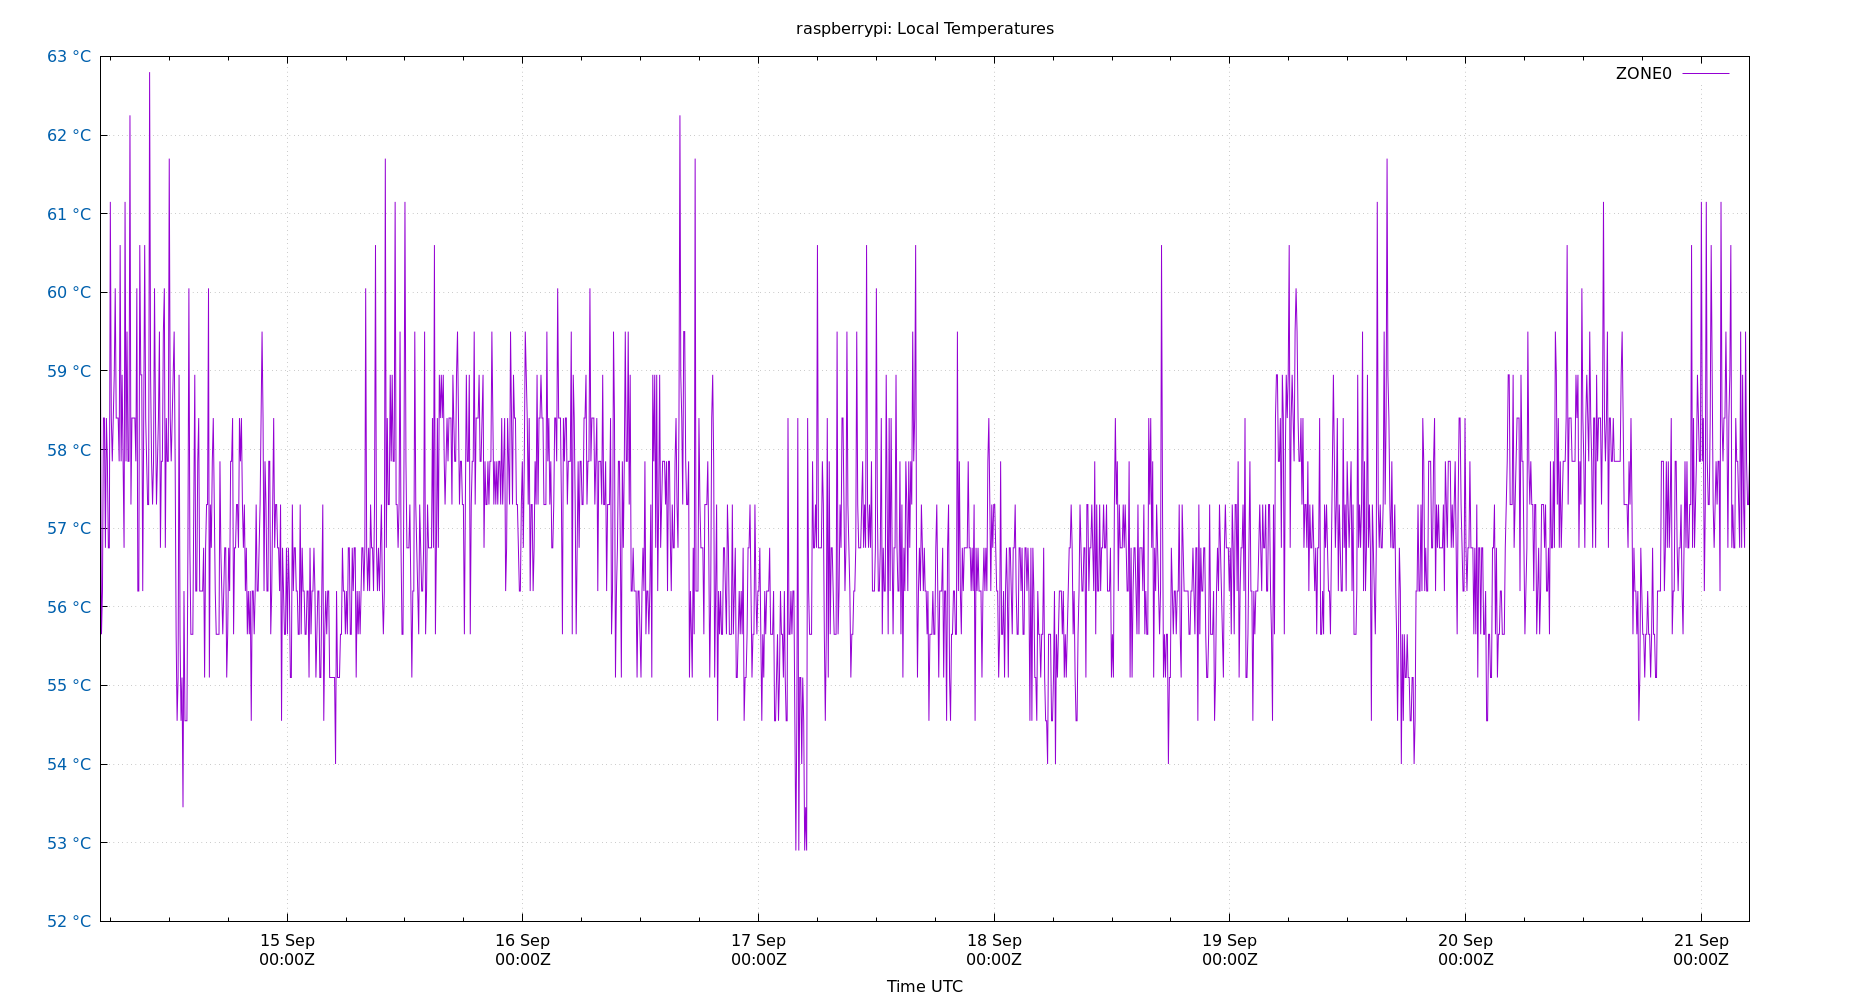 raspberrypi: Local Temperatures
63 °C
ZONE0
62 °C
61 °C
60 °C
59 °C
58 °C
57 °C
56 °C
55 °C
54 °C
53 °C
52 °C
15 Sep 16 Sep 17 Sep 18 Sep 19 Sep 20 Sep 21 Sep
00:00Z 00:00Z 00:00Z 00:00Z 00:00Z 00:00Z 00:00Z
Time UTC